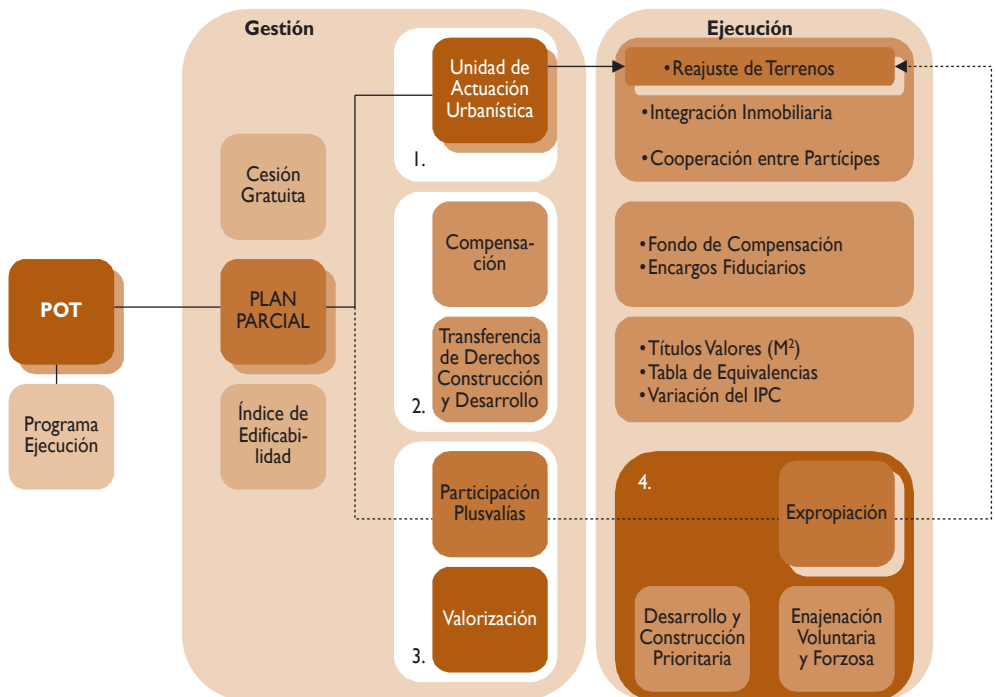 Gestión
Ejecución
Unidad de
Actuación
Urbanística
1.
•Reajuste de Terrenos
•Integración Inmobiliaria
•Cooperación entre Partícipes
Cesión
Gratuita
Compensa-
ción
•Fondo de Compensación
•Encargos Fiduciarios
POT
PLAN
PARCIAL
Transferencia
de Derechos
Construcción
y Desarrollo
2.
•Títulos Valores (M²)
•Tabla de Equivalencias
•Variación del IPC
Programa
Ejecución
Índice de
Edificabi-
lidad
Participación
Plusvalías
4.
Expropiación
Valorización
3.
Desarrollo y
Construcción
Prioritaria
Enajenación
Voluntaria
y Forzosa